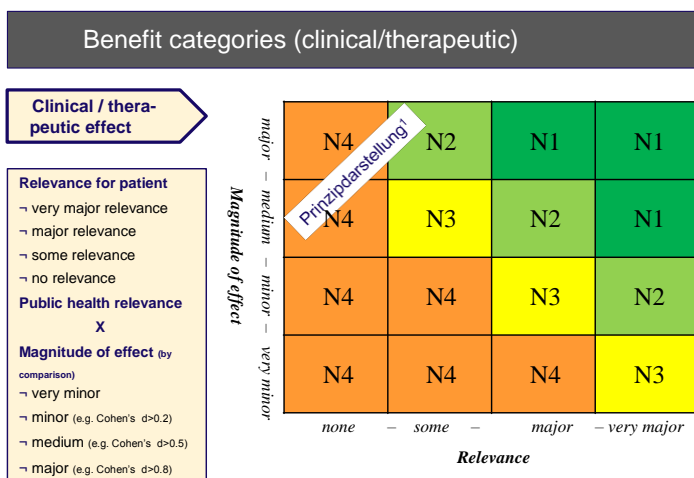 Benefit categories (clinical/therapeutic)
Clinical / thera-
peutic effect
Relevance for patient
¬ very major relevance
¬ major relevance
¬ some relevance
¬ no relevance
Public health relevance
X
Magnitude of effect (by
comparison)
¬ very minor
¬ minor (e.g. Cohen's d>0.2)
¬ medium (e.g. Cohen's d>0.5)
¬ major (e.g. Cohen's d>0.8)
Magnitude of effect
very minor – minor – medium – major
N4 N2 N1 N1
Prinzipdarstellung¹
N4 N3 N2 N1
N4 N4 N3 N2
N4 N4 N4 N3
none – some – major – very major
Relevance